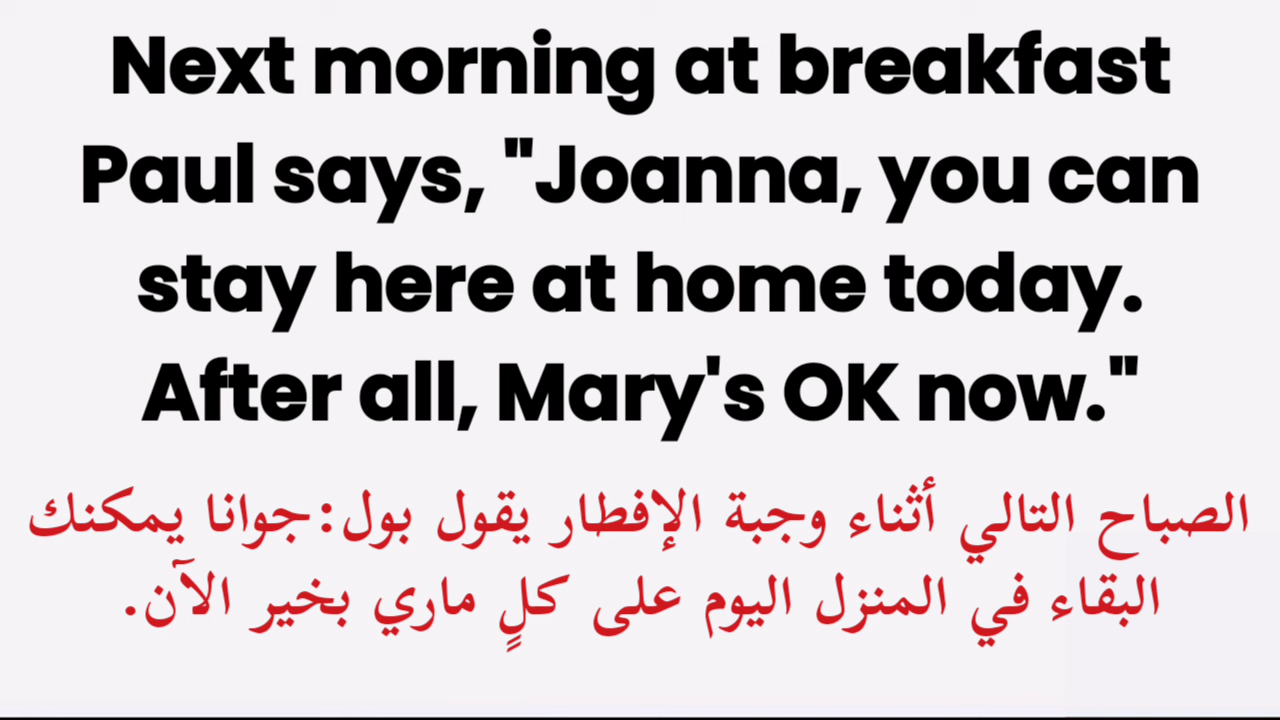 Next morning at breakfast
Paul says, "Joanna, you can
stay here at home today.
After all, Mary's OK now."
الصباح التالي أثناء وجبة الإفطار يقول بول:جوانا يمكنك
البقاء في المنزل اليوم على كلٍ ماري بخير الآن.